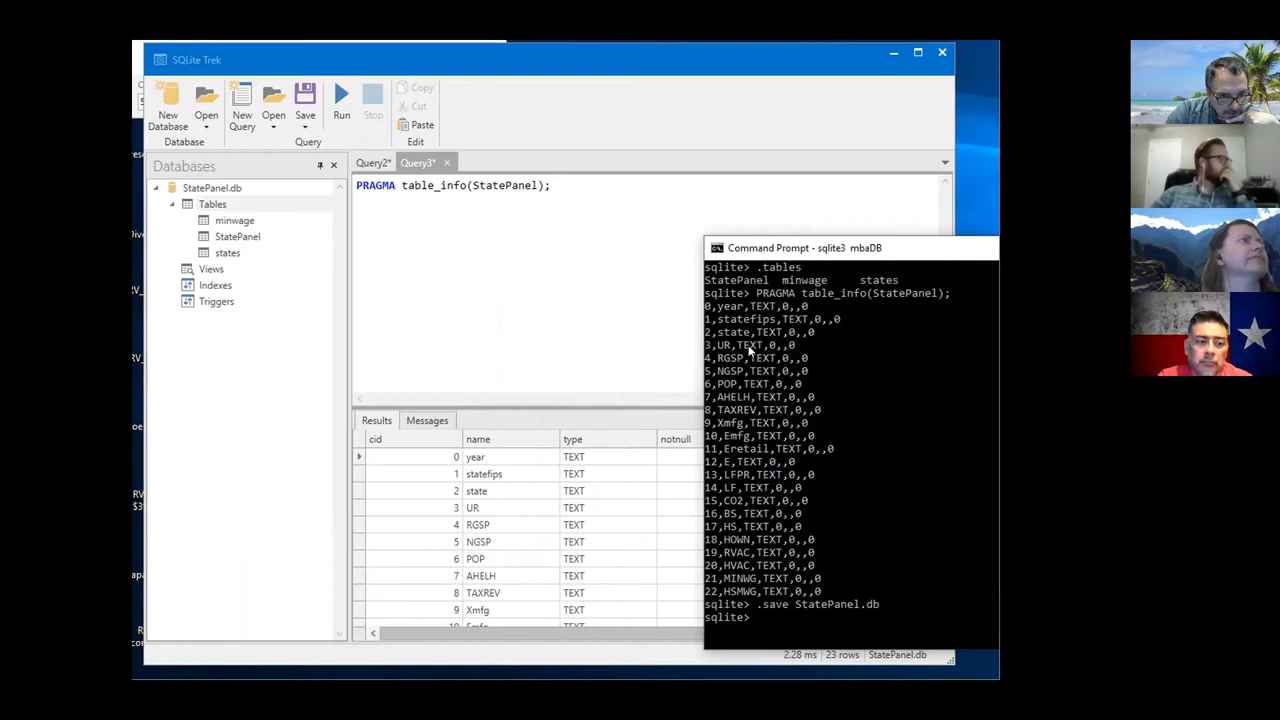 SQLite Trek
New Database
Open
New Query
Open
Save
Run
Stop
Copy
Cut
Paste
Database
Query
Edit
Databases
StatePanel.db
Tables
minwage
StatePanel
states
Views
Indexes
Triggers
Query2*
Query3*
PRAGMA table_info(StatePanel);
Results
Messages
cid name type notnull
0 year TEXT
1 statefips TEXT
2 state TEXT
3 UR TEXT
4 RGSP TEXT
5 NGSP TEXT
6 POP TEXT
7 AHELH TEXT
8 TAXREV TEXT
9 Xmfg TEXT
10 Emfg TEXT
2.28 ms 23 rows StatePanel.db
Command Prompt - sqlite3 mbaDB
sqlite> .tables
StatePanel minwage states
sqlite> PRAGMA table_info(StatePanel);
0,year,TEXT,0,,0
1,statefips,TEXT,0,,0
2,state,TEXT,0,,0
3,UR,TEXT,0,,0
4,RGSP,TEXT,0,,0
5,NGSP,TEXT,0,,0
6,POP,TEXT,0,,0
7,AHELH,TEXT,0,,0
8,TAXREV,TEXT,0,,0
9,Xmfg,TEXT,0,,0
10,Emfg,TEXT,0,,0
11,Eretail,TEXT,0,,0
12,E,TEXT,0,,0
13,LFPR,TEXT,0,,0
14,LF,TEXT,0,,0
15,CO2,TEXT,0,,0
16,BS,TEXT,0,,0
17,HS,TEXT,0,,0
18,HOWN,TEXT,0,,0
19,RVAC,TEXT,0,,0
20,HVAC,TEXT,0,,0
21,MINWG,TEXT,0,,0
22,HSMWG,TEXT,0,,0
sqlite> .save StatePanel.db
sqlite>